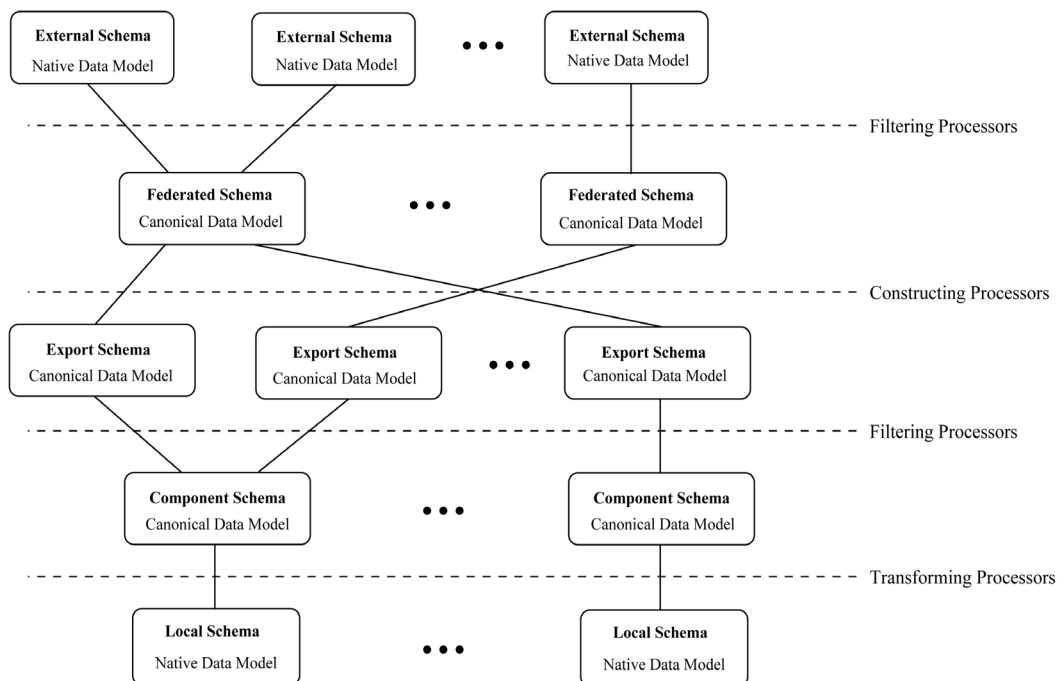 External Schema
Native Data Model
External Schema
Native Data Model
External Schema
Native Data Model
Filtering Processors
Federated Schema
Canonical Data Model
Federated Schema
Canonical Data Model
Constructing Processors
Export Schema
Canonical Data Model
Export Schema
Canonical Data Model
Export Schema
Canonical Data Model
Filtering Processors
Component Schema
Canonical Data Model
Component Schema
Canonical Data Model
Transforming Processors
Local Schema
Native Data Model
Local Schema
Native Data Model